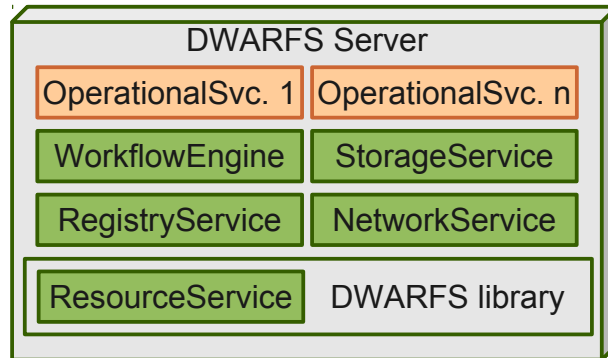 DWARFS Server
OperationalSvc. 1 OperationalSvc. n
WorkflowEngine StorageService
RegistryService NetworkService
ResourceService DWARFS library